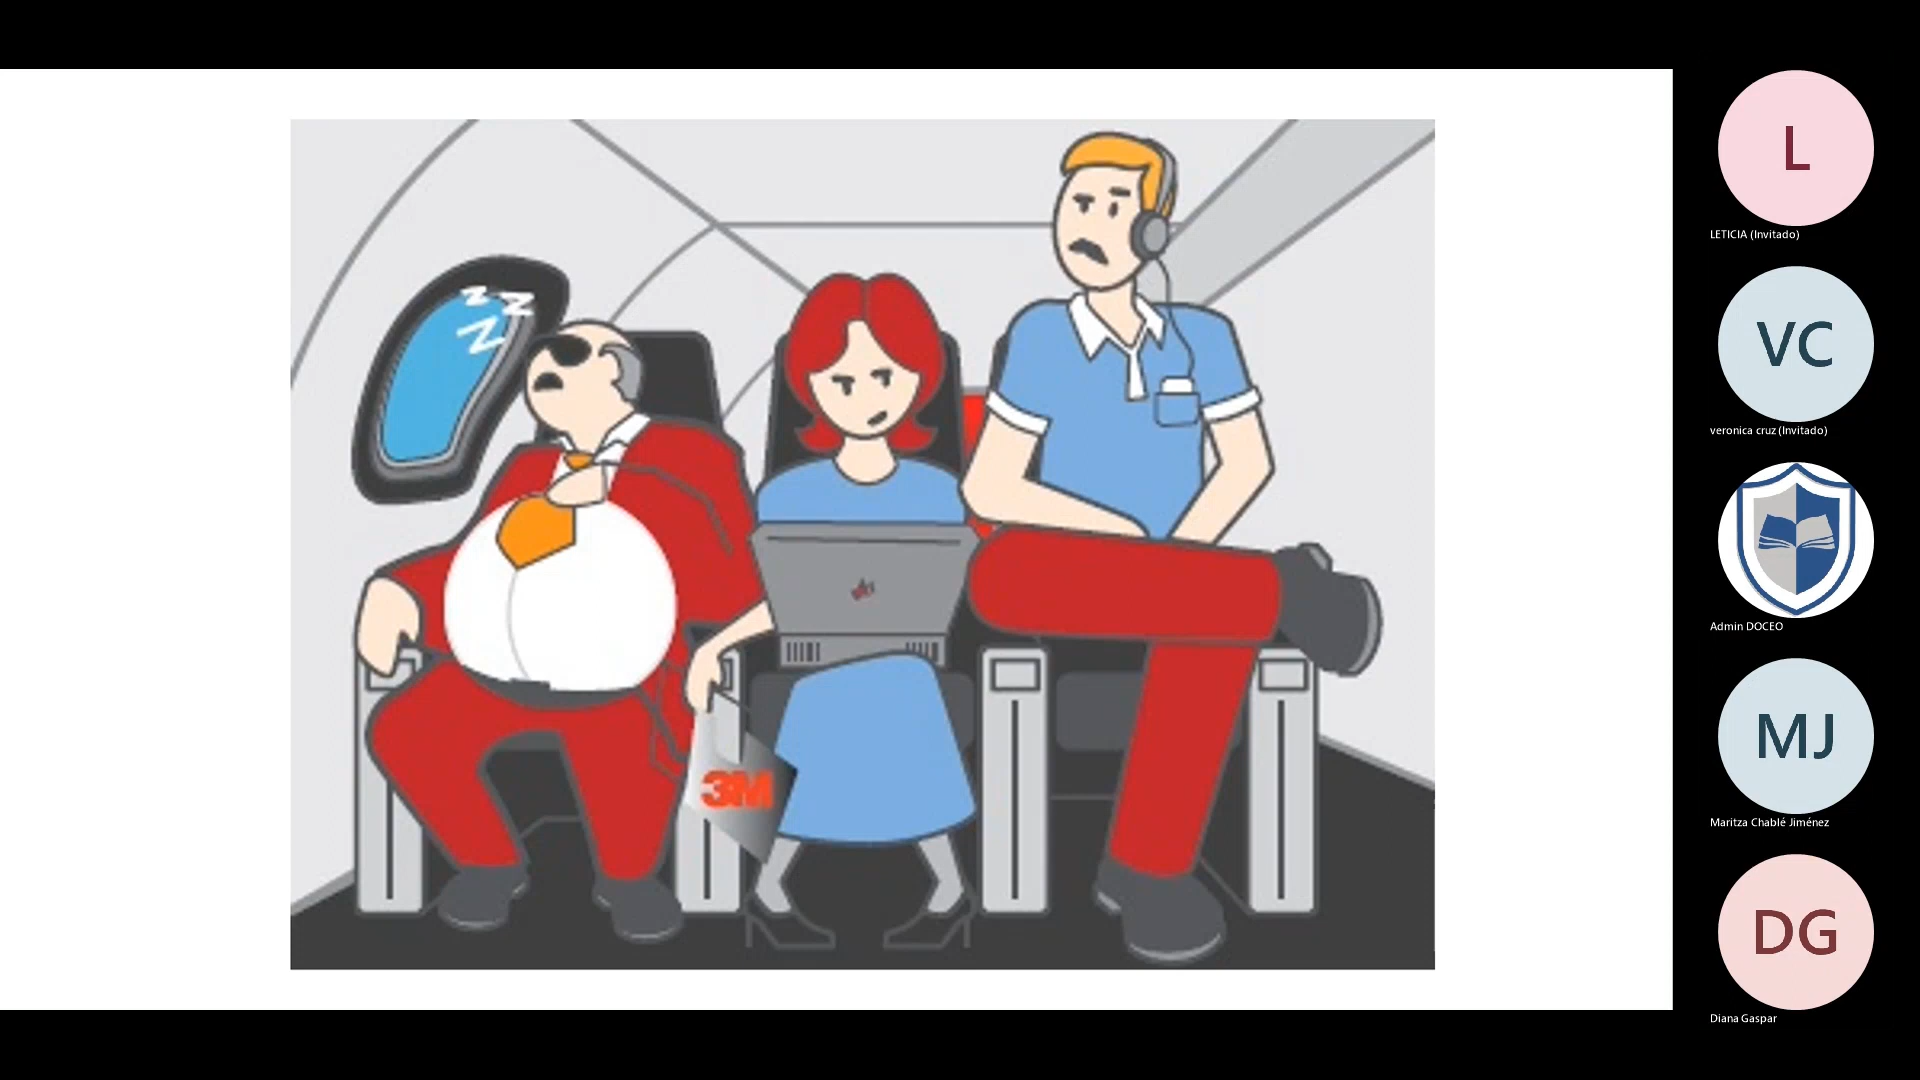 Z
Z
Z
3M
L
LETICIA (Invitado)
VC
veronica cruz (Invitado)
Admin DOCEO
MJ
Maritza Chablé Jiménez
DG
Diana Gaspar